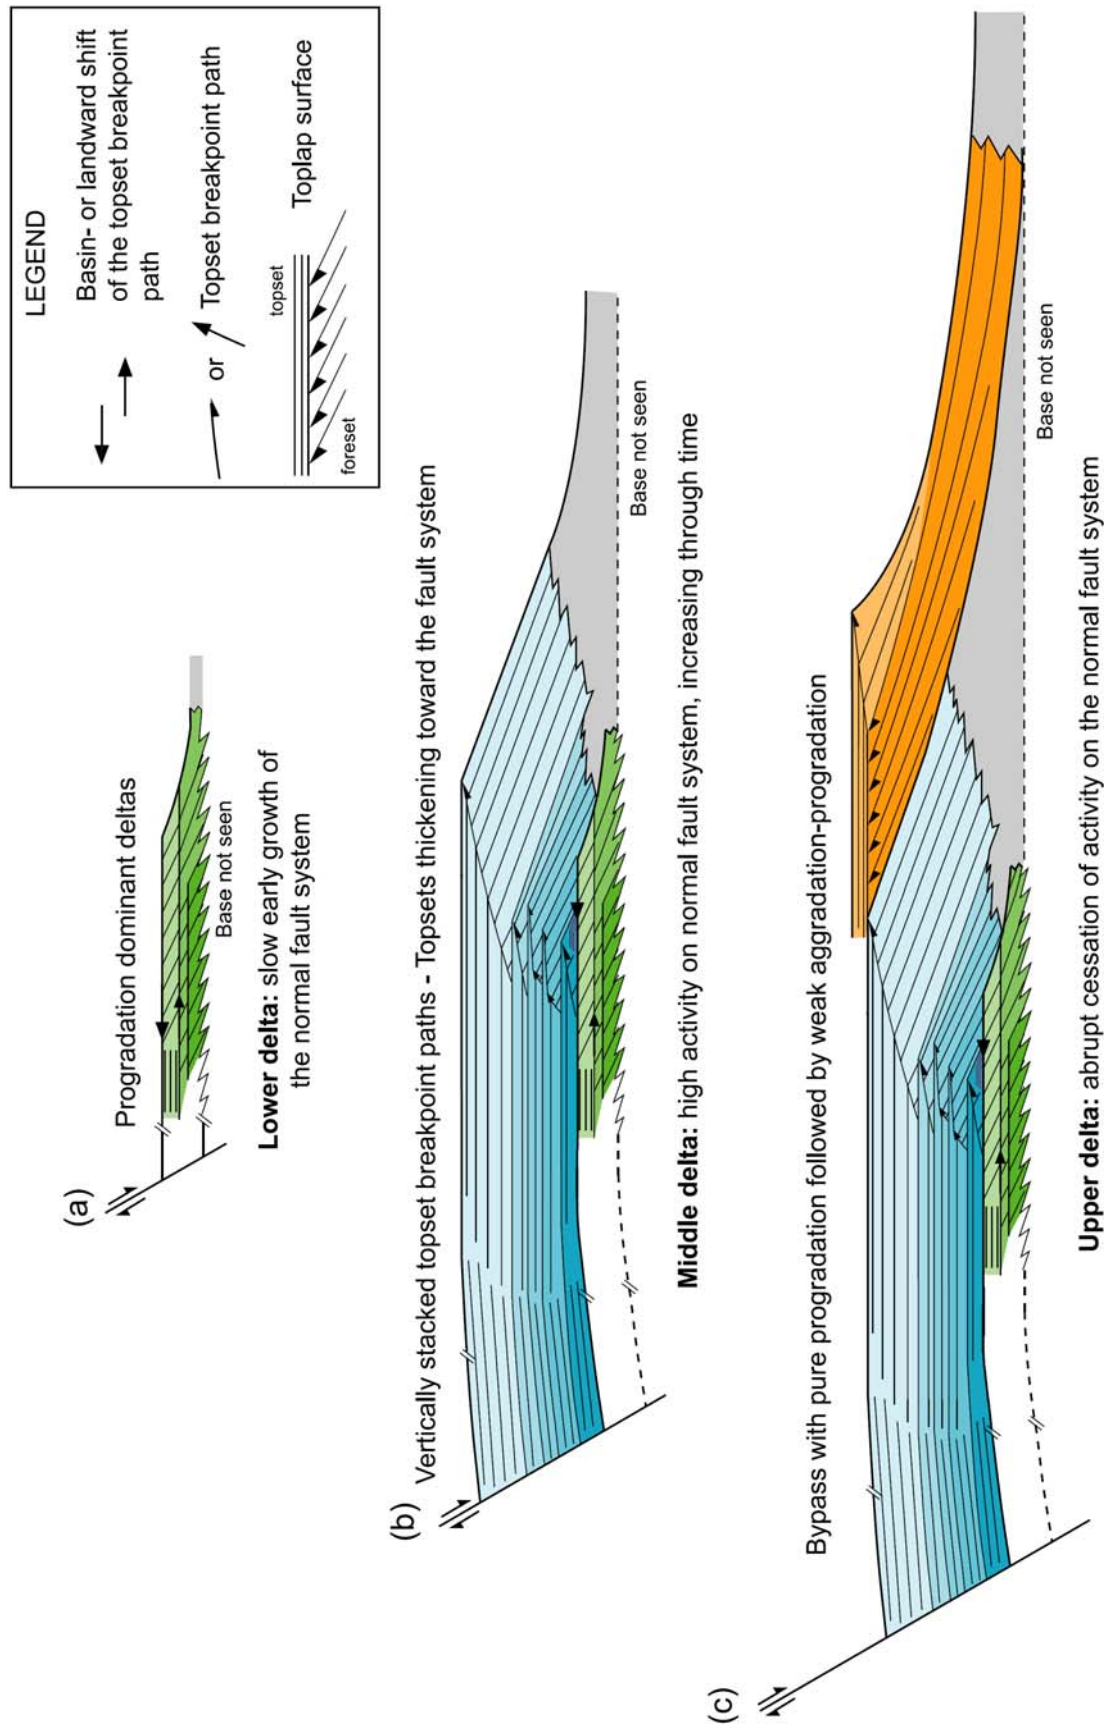 LEGEND
Basin- or landward shift
of the topset breakpoint
path
or
Topset breakpoint path
topset
foreset
Toplap surface
(a)
Progradation dominant deltas
Base not seen
Lower delta: slow early growth of
the normal fault system
(b)
Vertically stacked topset breakpoint paths - Topsets thickening toward the fault system
Base not seen
Middle delta: high activity on normal fault system, increasing through time
(c)
Bypass with pure progradation followed by weak aggradation-progradation
Base not seen
Upper delta: abrupt cessation of activity on the normal fault system